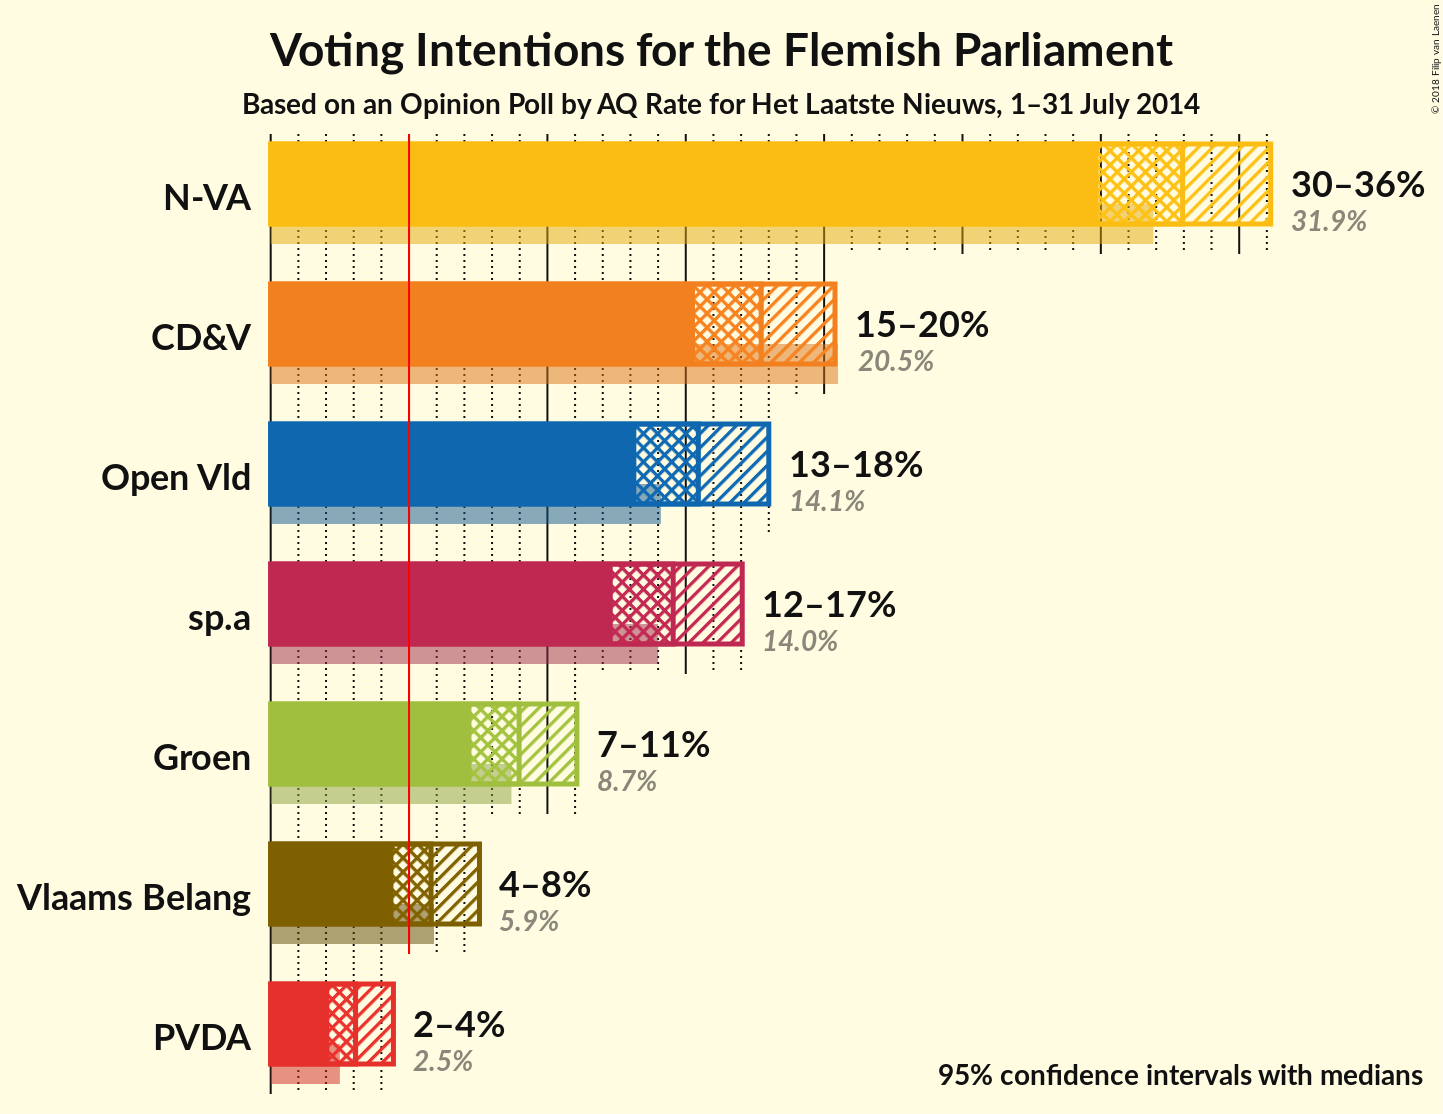 Voting Intentions for the Flemish Parliament
Based on an Opinion Poll by AQ Rate for Het Laatste Nieuws, 1–31 July 2014
© 2018 Filip van Laenen
N-VA
30–36%
31.9%
CD&V
15–20%
20.5%
Open Vld
13–18%
14.1%
sp.a
12–17%
14.0%
Groen
7–11%
8.7%
Vlaams Belang
4–8%
5.9%
PVDA
2–4%
2.5%
95% confidence intervals with medians